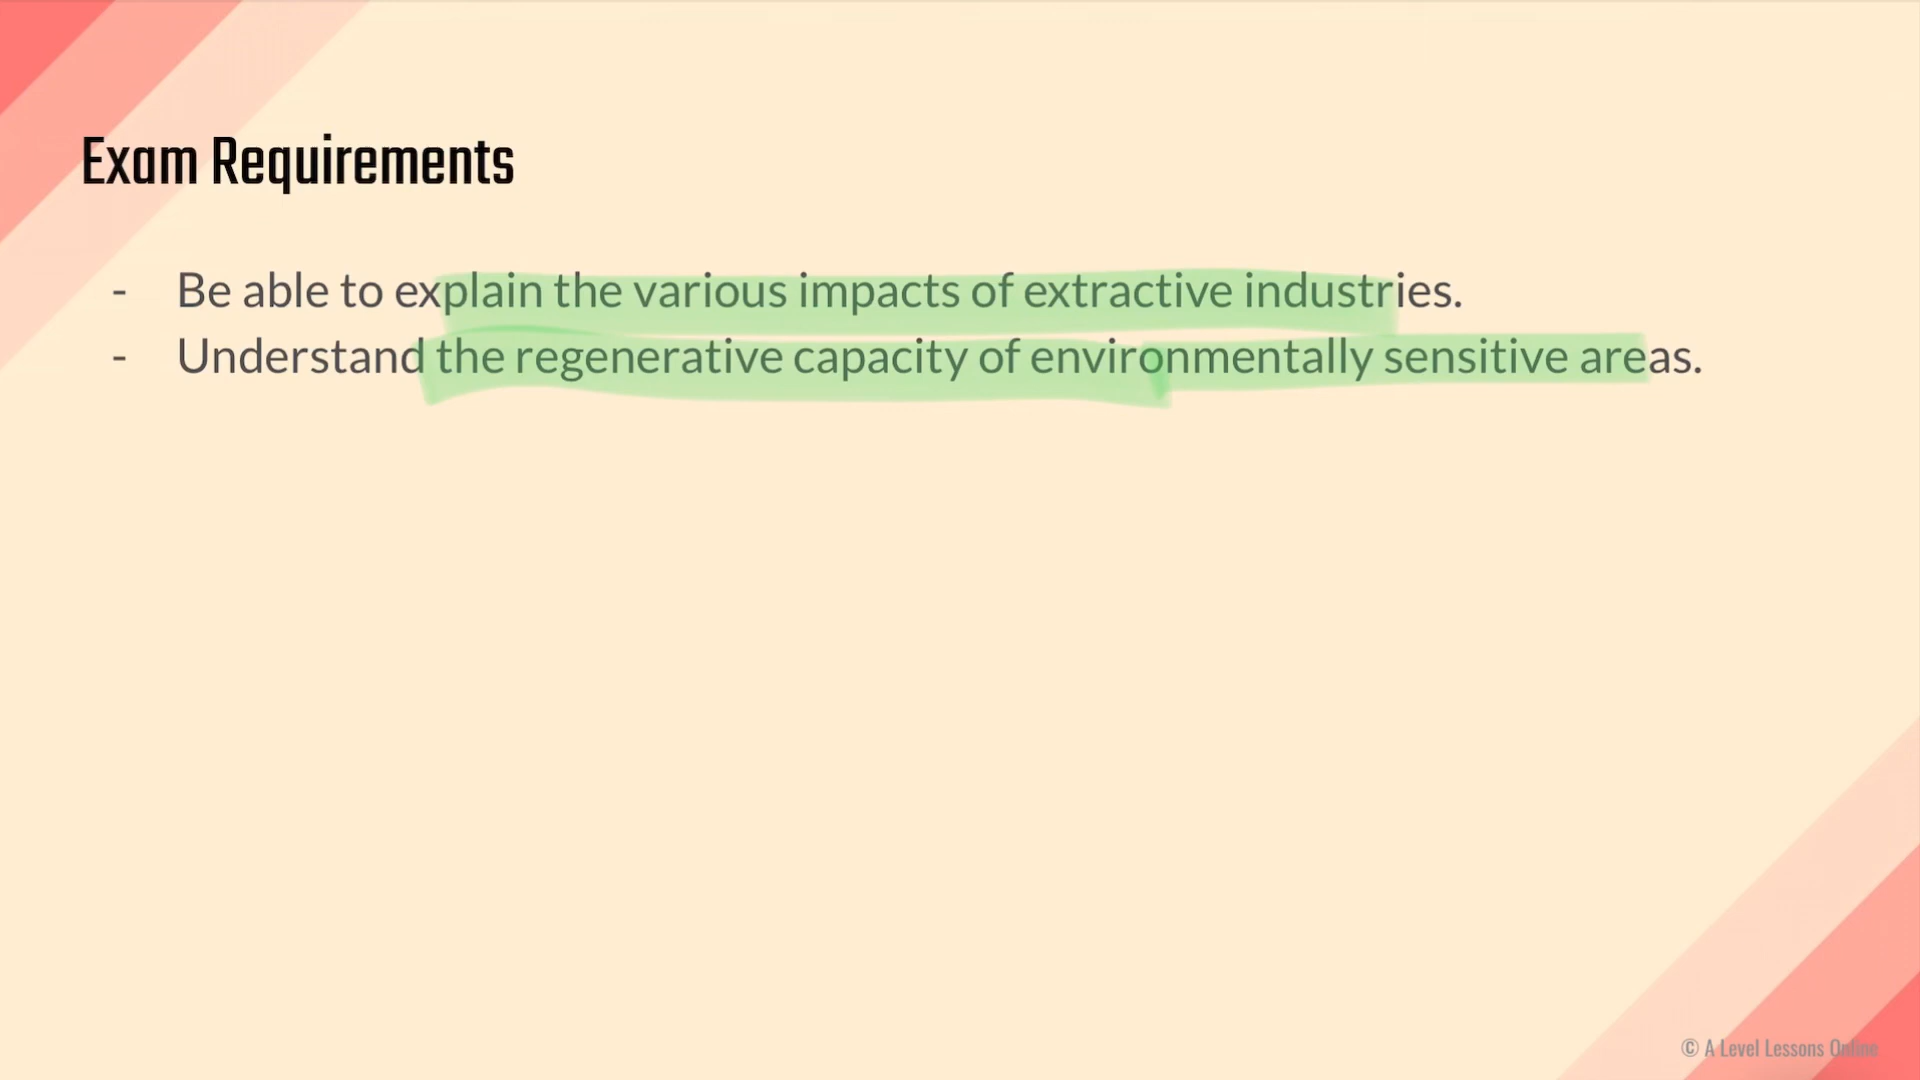 Exam Requirements
- Be able to explain the various impacts of extractive industries.
- Understand the regenerative capacity of environmentally sensitive areas.
© A Level Lessons Online